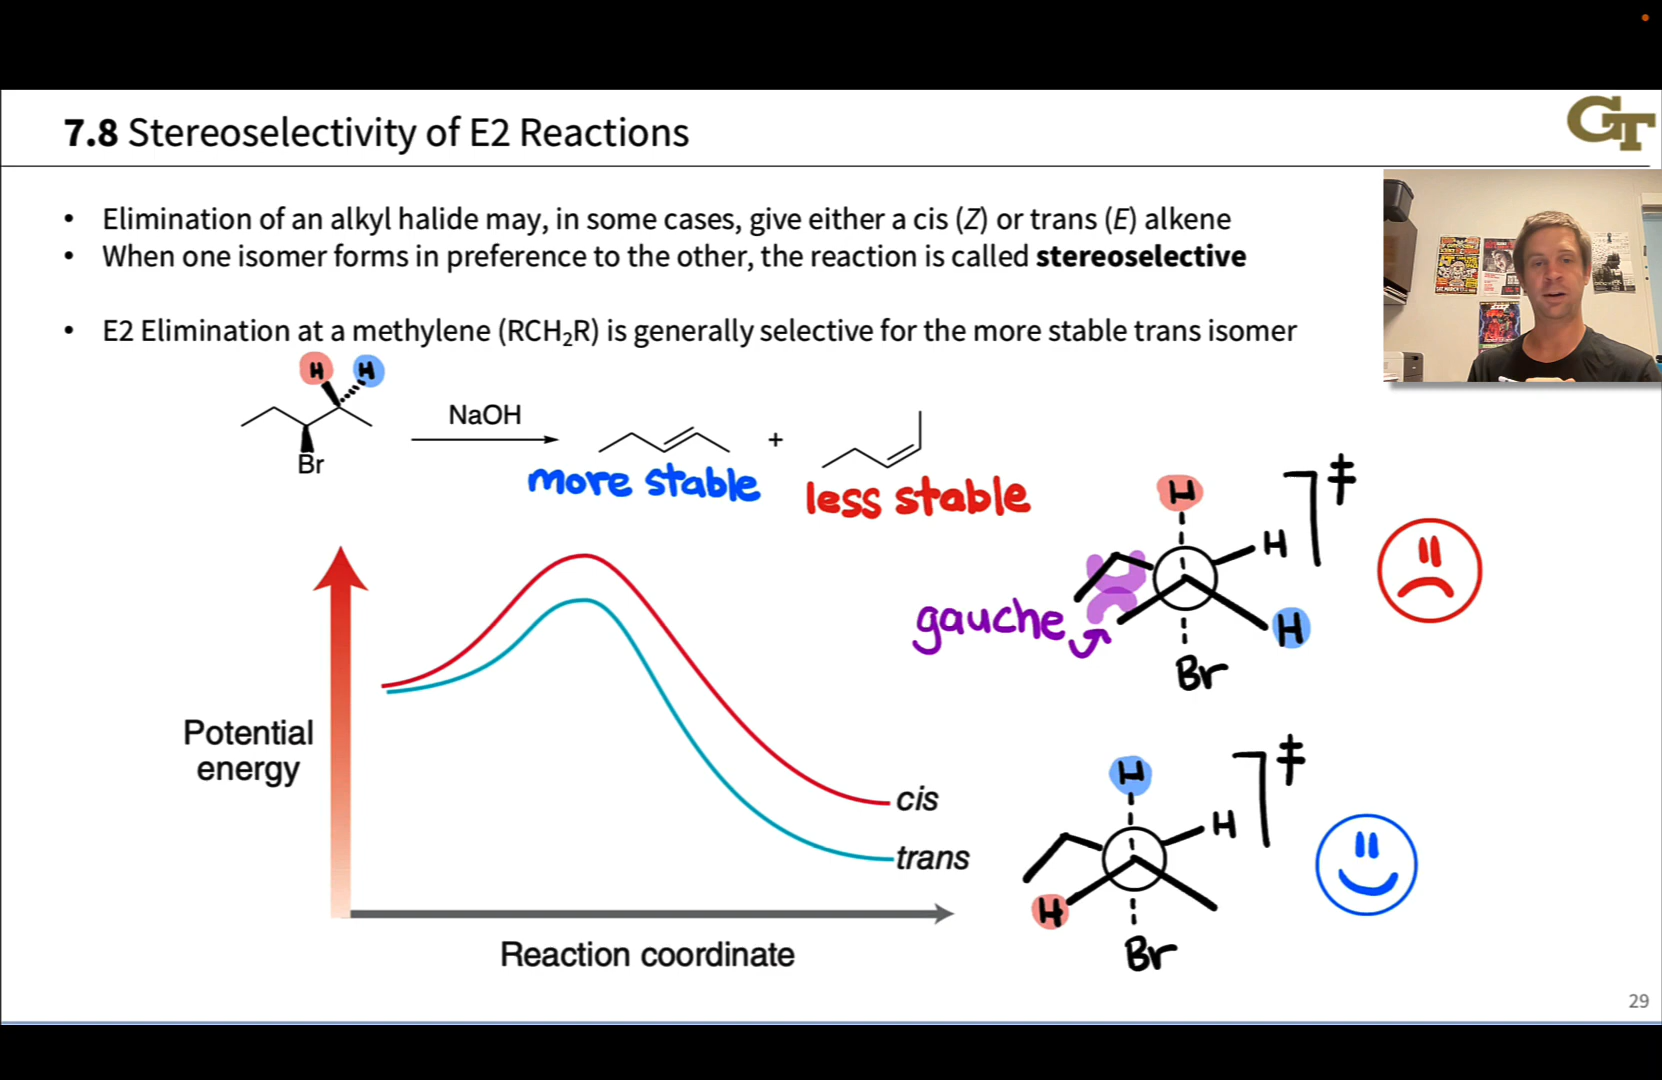 7.8 Stereoselectivity of E2 Reactions
GT
• Elimination of an alkyl halide may, in some cases, give either a cis (Z) or trans (E) alkene
• When one isomer forms in preference to the other, the reaction is called stereoselective
• E2 Elimination at a methylene (RCH₂R) is generally selective for the more stable trans isomer
H H
NaOH
+
Br
more stable
less stable
H
‡
H
gauche
H
Br
Potential
energy
cis
trans
Reaction coordinate
H
‡
H
H
Br
29